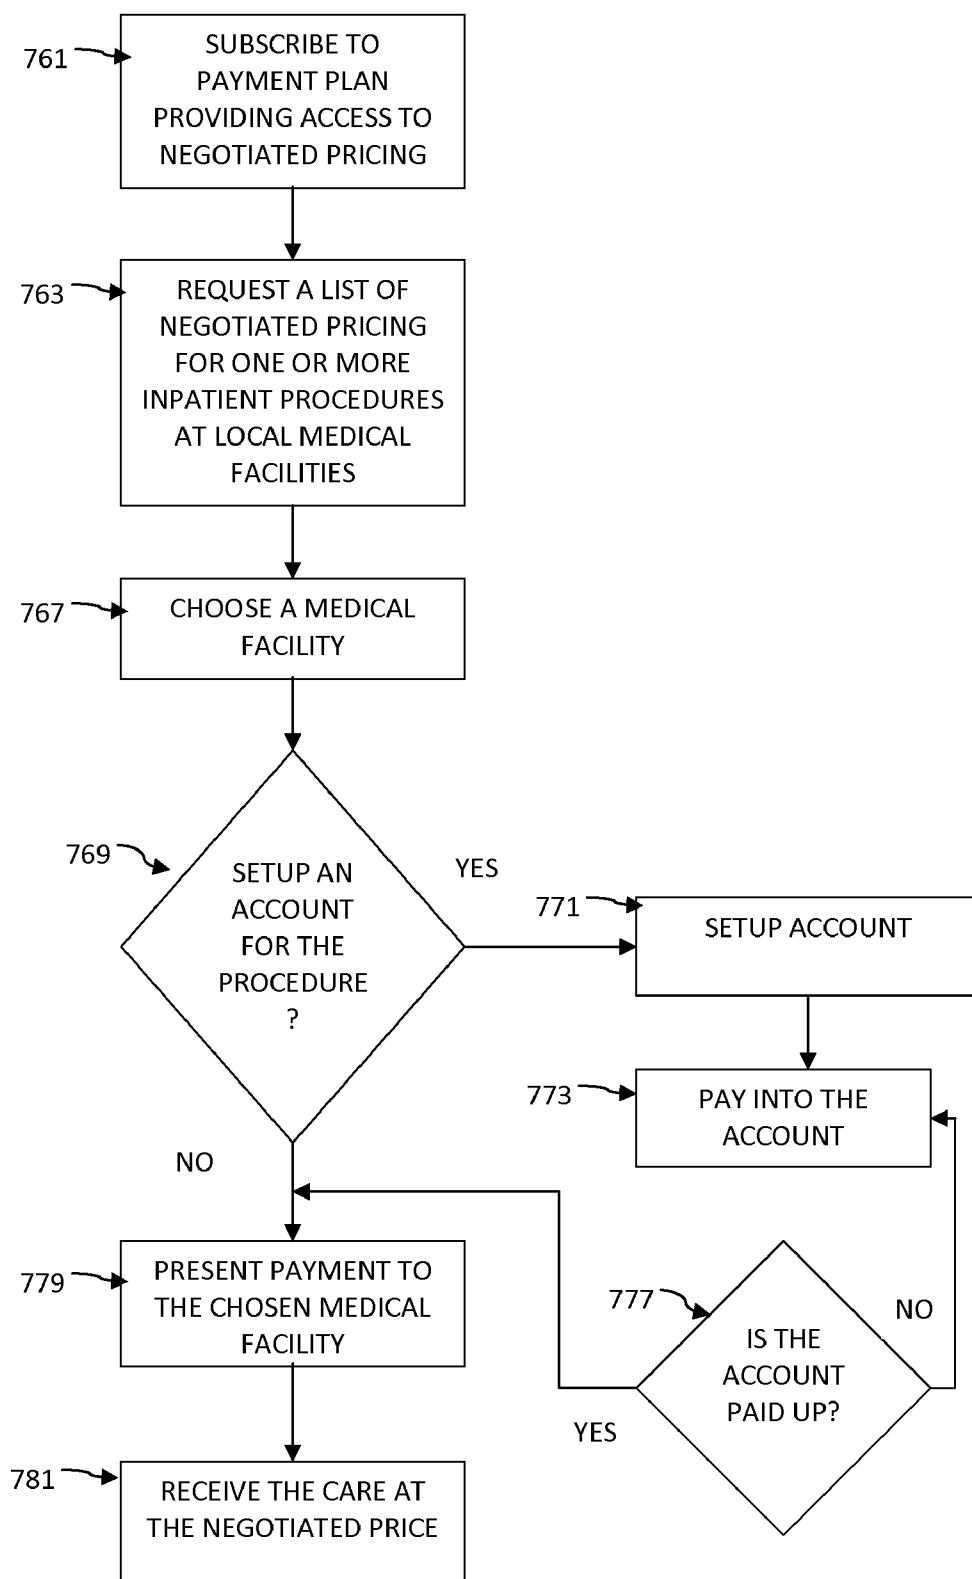 761
SUBSCRIBE TO
PAYMENT PLAN
PROVIDING ACCESS TO
NEGOTIATED PRICING
763
REQUEST A LIST OF
NEGOTIATED PRICING
FOR ONE OR MORE
INPATIENT PROCEDURES
AT LOCAL MEDICAL
FACILITIES
767
CHOOSE A MEDICAL
FACILITY
769
SETUP AN
ACCOUNT
FOR THE
PROCEDURE
?
YES
771
SETUP ACCOUNT
773
PAY INTO THE
ACCOUNT
NO
779
PRESENT PAYMENT TO
THE CHOSEN MEDICAL
FACILITY
777
IS THE
ACCOUNT
PAID UP?
NO
YES
781
RECEIVE THE CARE AT
THE NEGOTIATED PRICE